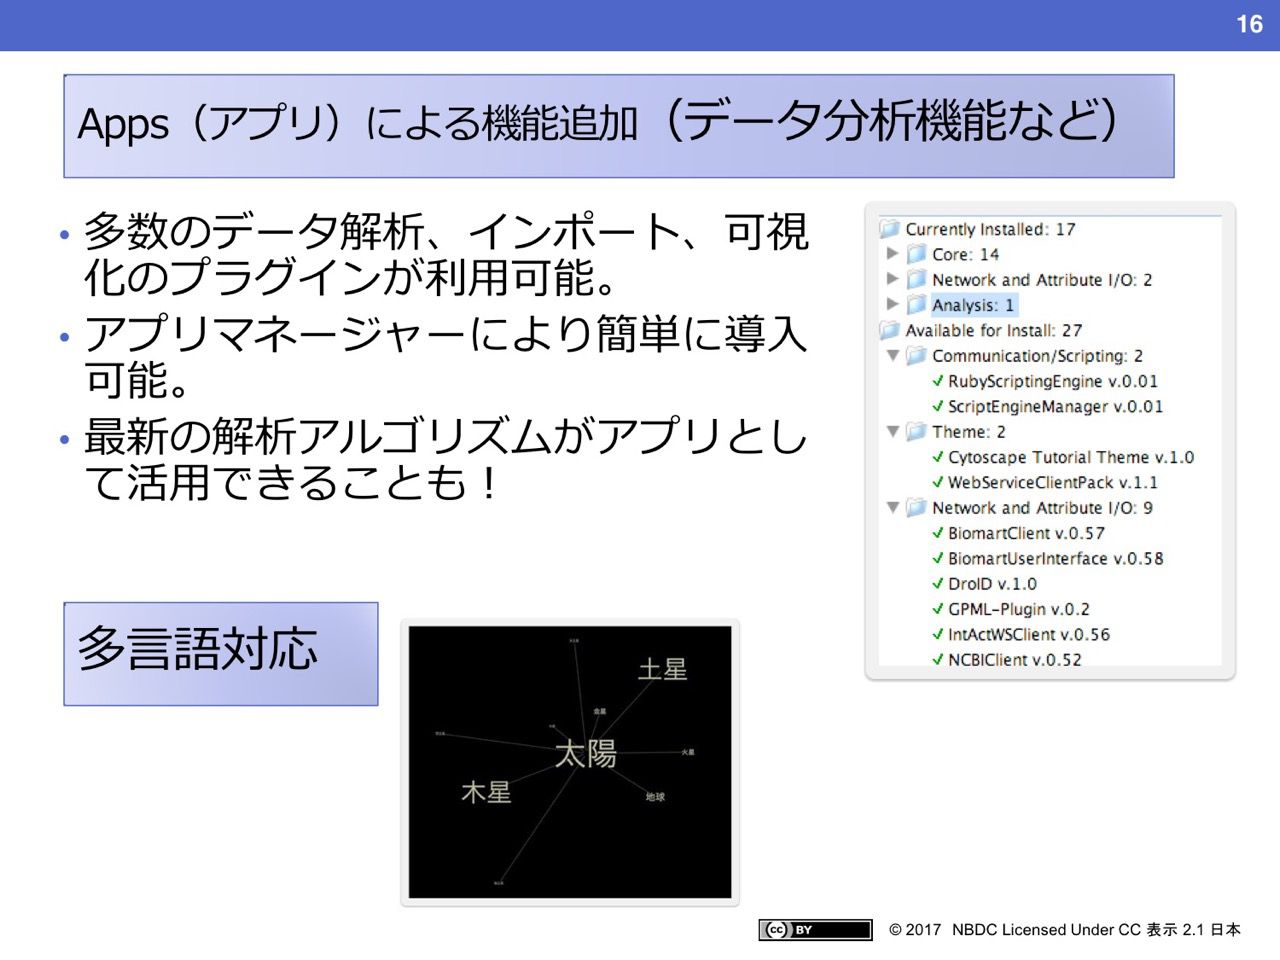 16
Apps（アプリ）による機能追加（データ分析機能など）
• 多数のデータ解析、インポート、可視
化のプラグインが利用可能。
• アプリマネージャーにより簡単に導入
可能。
• 最新の解析アルゴリズムがアプリとし
て活用できることも！
Currently Installed: 17
Core: 14
Network and Attribute I/O: 2
Analysis: 1
Available for Install: 27
Communication/Scripting: 2
RubyScriptingEngine v.0.01
ScriptEngineManager v.0.01
Theme: 2
Cytoscape Tutorial Theme v.1.0
WebServiceClientPack v.1.1
Network and Attribute I/O: 9
BiomartClient v.0.57
BiomartUserInterface v.0.58
DroID v.1.0
GPML-Plugin v.0.2
IntActWSClient v.0.56
NCBIClient v.0.52
多言語対応
土星
金星
太陽
火星
木星
地球
cc BY
© 2017 NBDC Licensed Under CC 表示 2.1 日本